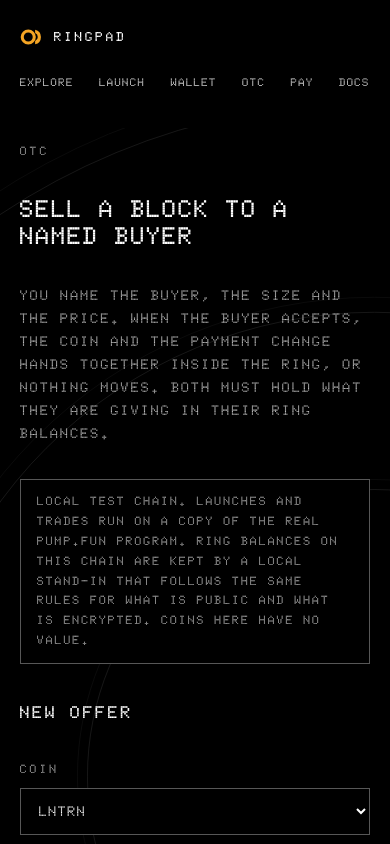 RINGPAD
EXPLORE LAUNCH WALLET OTC PAY DOCS
OTC
SELL A BLOCK TO A
NAMED BUYER
YOU NAME THE BUYER, THE SIZE AND
THE PRICE. WHEN THE BUYER ACCEPTS,
THE COIN AND THE PAYMENT CHANGE
HANDS TOGETHER INSIDE THE RING, OR
NOTHING MOVES. BOTH MUST HOLD WHAT
THEY ARE GIVING IN THEIR RING
BALANCES.
LOCAL TEST CHAIN. LAUNCHES AND
TRADES RUN ON A COPY OF THE REAL
PUMP.FUN PROGRAM. RING BALANCES ON
THIS CHAIN ARE KEPT BY A LOCAL
STAND-IN THAT FOLLOWS THE SAME
RULES FOR WHAT IS PUBLIC AND WHAT
IS ENCRYPTED. COINS HERE HAVE NO
VALUE.
NEW OFFER
COIN
LNTRN